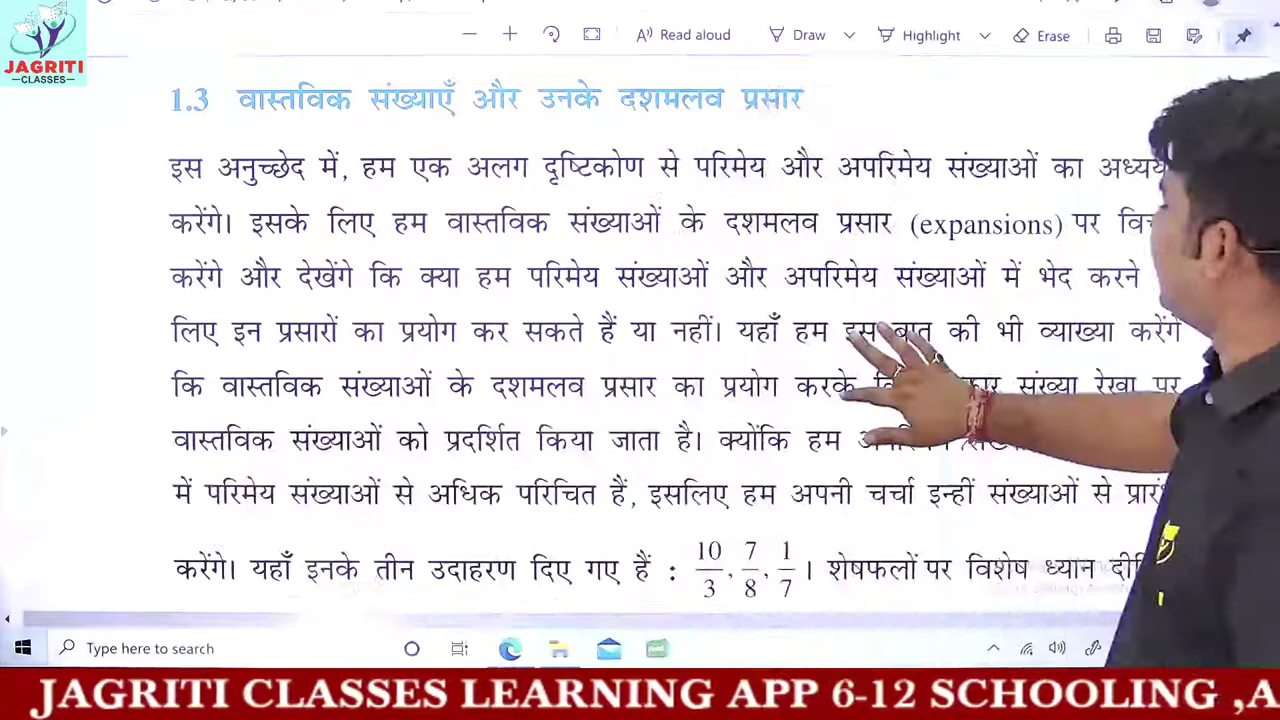 JAGRITI
CLASSES
Read aloud
Draw
Highlight
Erase
1.3 वास्तविक संख्याएँ और उनके दशमलव प्रसार
इस अनुच्छेद में, हम एक अलग दृष्टिकोण से परिमेय और अपरिमेय संख्याओं का
करेंगे। इसके लिए हम वास्तविक संख्याओं के दशमलव प्रसार (expansions) पर
करेंगे और देखेंगे कि क्या हम परिमेय संख्याओं और अपरिमेय संख्याओं में भेद करने
लिए इन प्रसारों का प्रयोग कर सकते हैं या नहीं। यहाँ हम इस बात की भी व्याख्या करेंगे
कि वास्तविक संख्याओं के दशमलव प्रसार का प्रयोग करके संख्या रेखा पर
वास्तविक संख्याओं को प्रदर्शित किया जाता है। क्योंकि हम
में परिमेय संख्याओं से अधिक परिचित हैं, इसलिए हम अपनी चर्चा इन्हीं संख्याओं से
करेंगे। यहाँ इनके तीन उदाहरण दिए गए हैं : 10/3, 7/8, 1/7। शेषफलों पर विशेष ध्यान
Type here to search
JAGRITI CLASSES LEARNING APP 6-12 SCHOOLING ,A